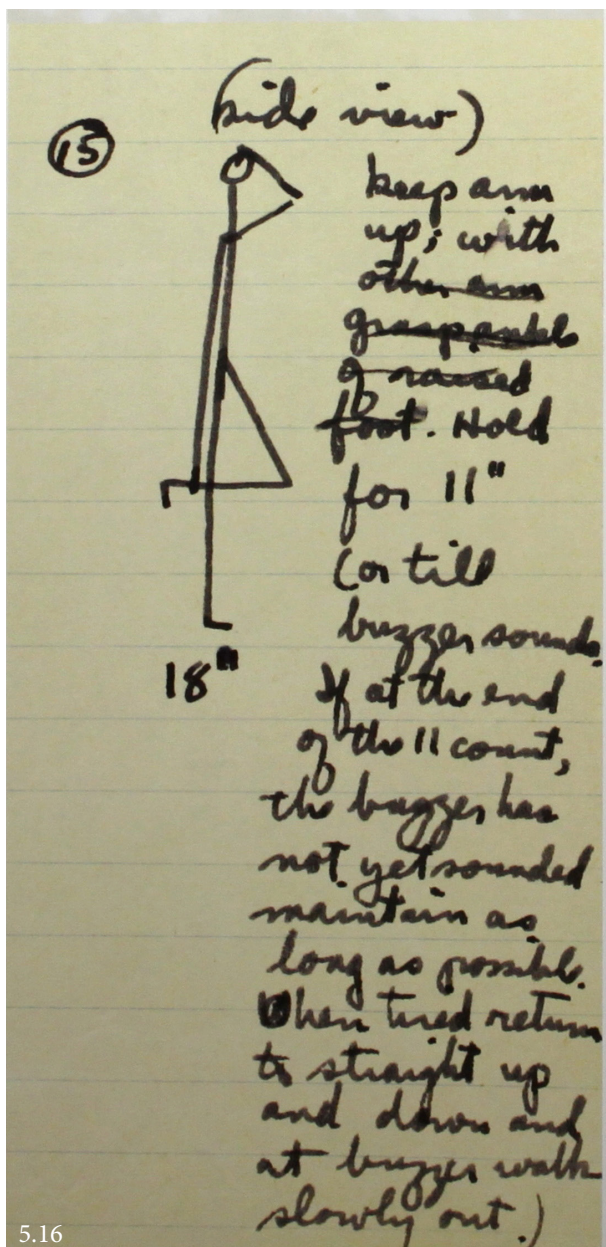 (side view)
15
keep arm
up; with
other arm
grasp ankle
of raised
foot. Hold
for 11"
(or till
buzzer sounds.
18"
If at the end
of the 11 count,
the buzzer has
not yet sounded
maintain as
long as possible.
When tired return
to straight up
and down and
at buzzer walk
slowly out.)
5.16